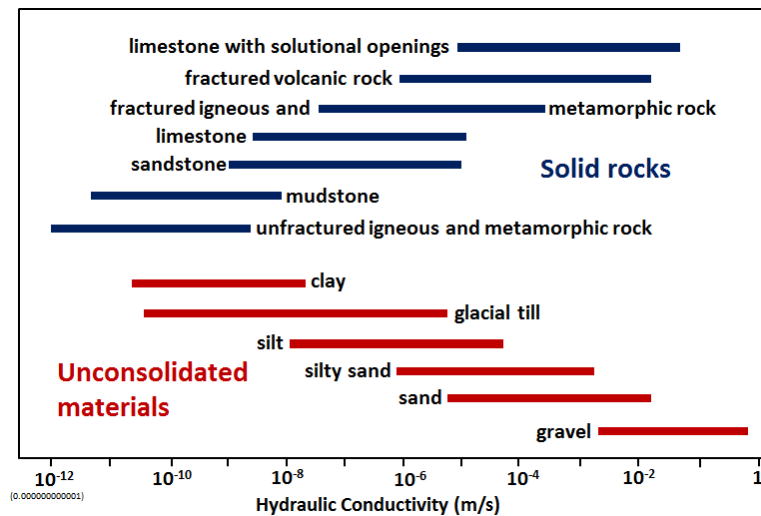 limestone with solutional openings
fractured volcanic rock
fractured igneous and metamorphic rock
limestone
sandstone
Solid rocks
mudstone
unfractured igneous and metamorphic rock
clay
glacial till
silt
Unconsolidated
materials
silty sand
sand
gravel
10-12 10-10 10-8 10-6 10-4 10-2 1
(0.000000000001)
Hydraulic Conductivity (m/s)